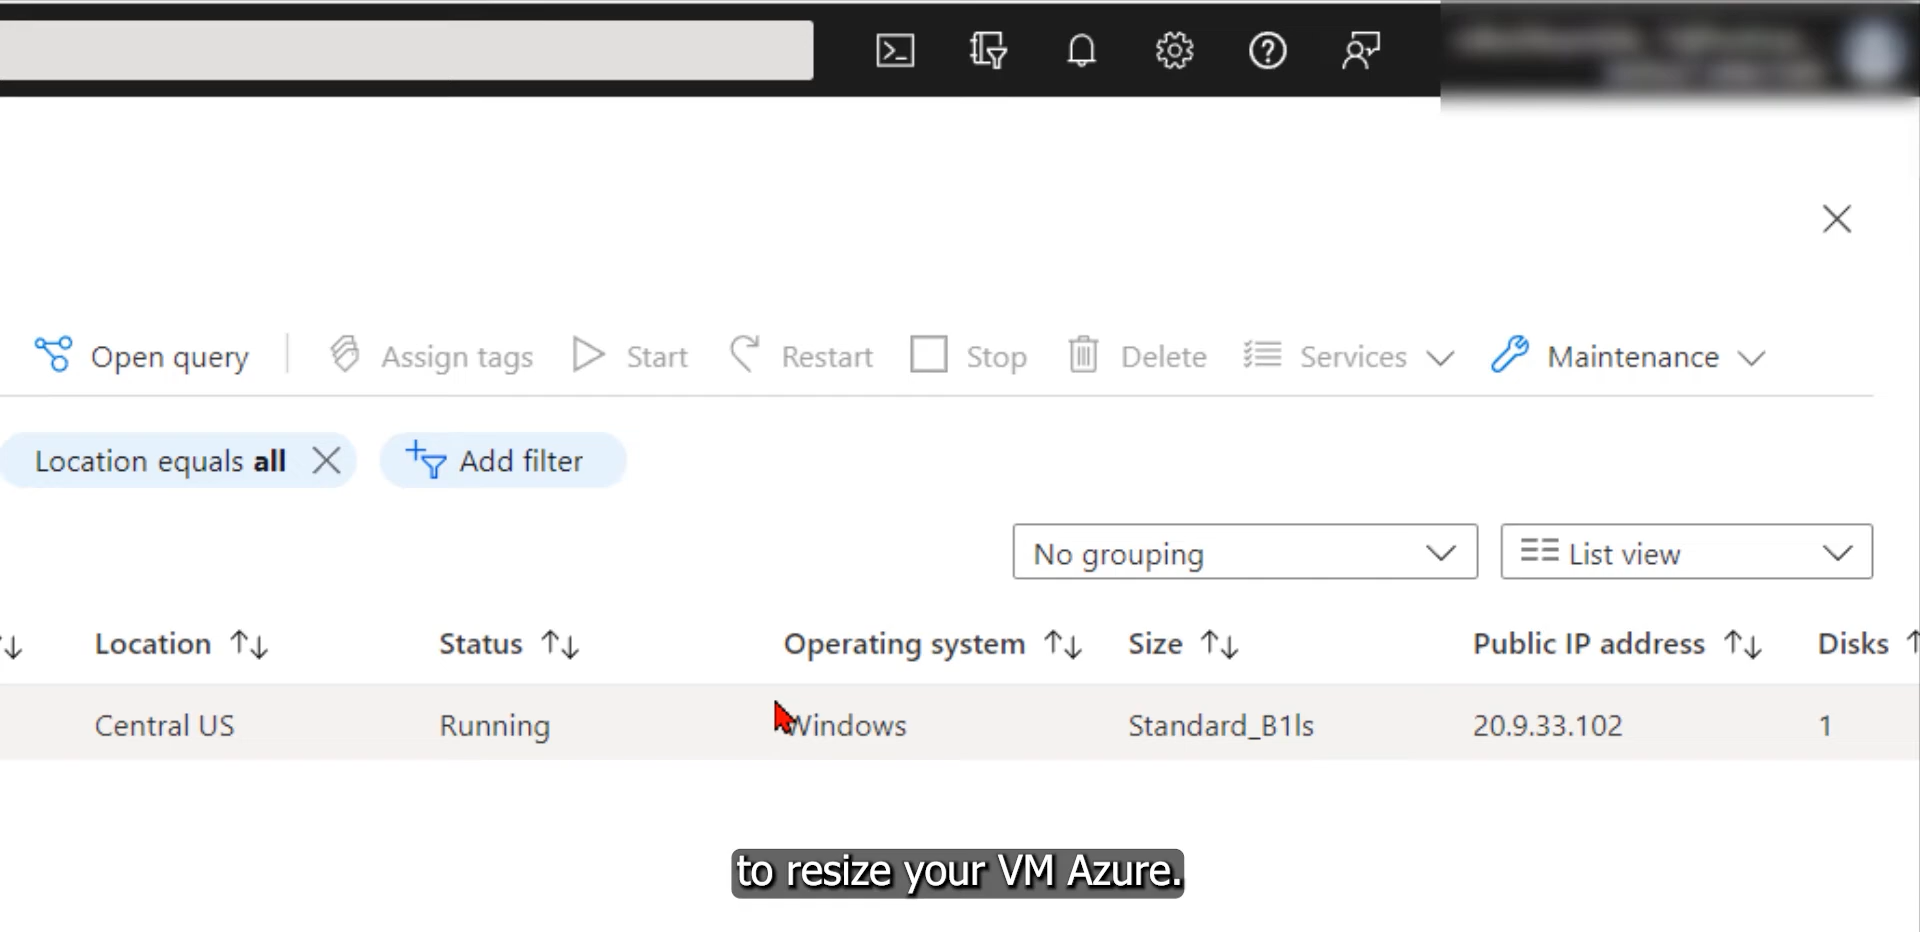 Open query Assign tags Start Restart Stop Delete Services Maintenance
Location equals all Add filter
No grouping List view
Location Status Operating system Size Public IP address Disks
Central US Running Windows Standard_B1ls 20.9.33.102 1
to resize your VM Azure.